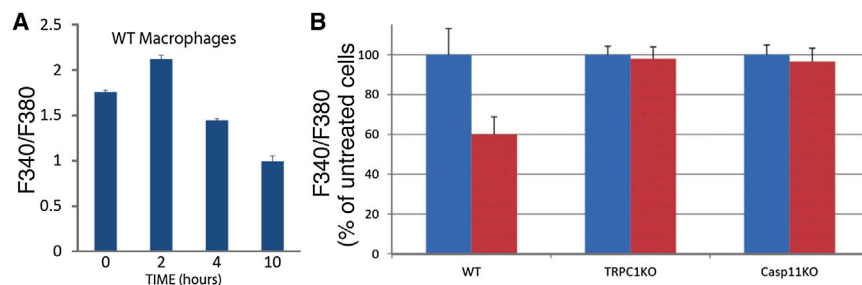 A
WT Macrophages
F340/F380
2.5
2
1.5
1
0.5
0
0 2 4 10
TIME (hours)
B
F340/F380
(% of untreated cells
100
80
60
40
20
0
WT TRPC1KO Casp11KO